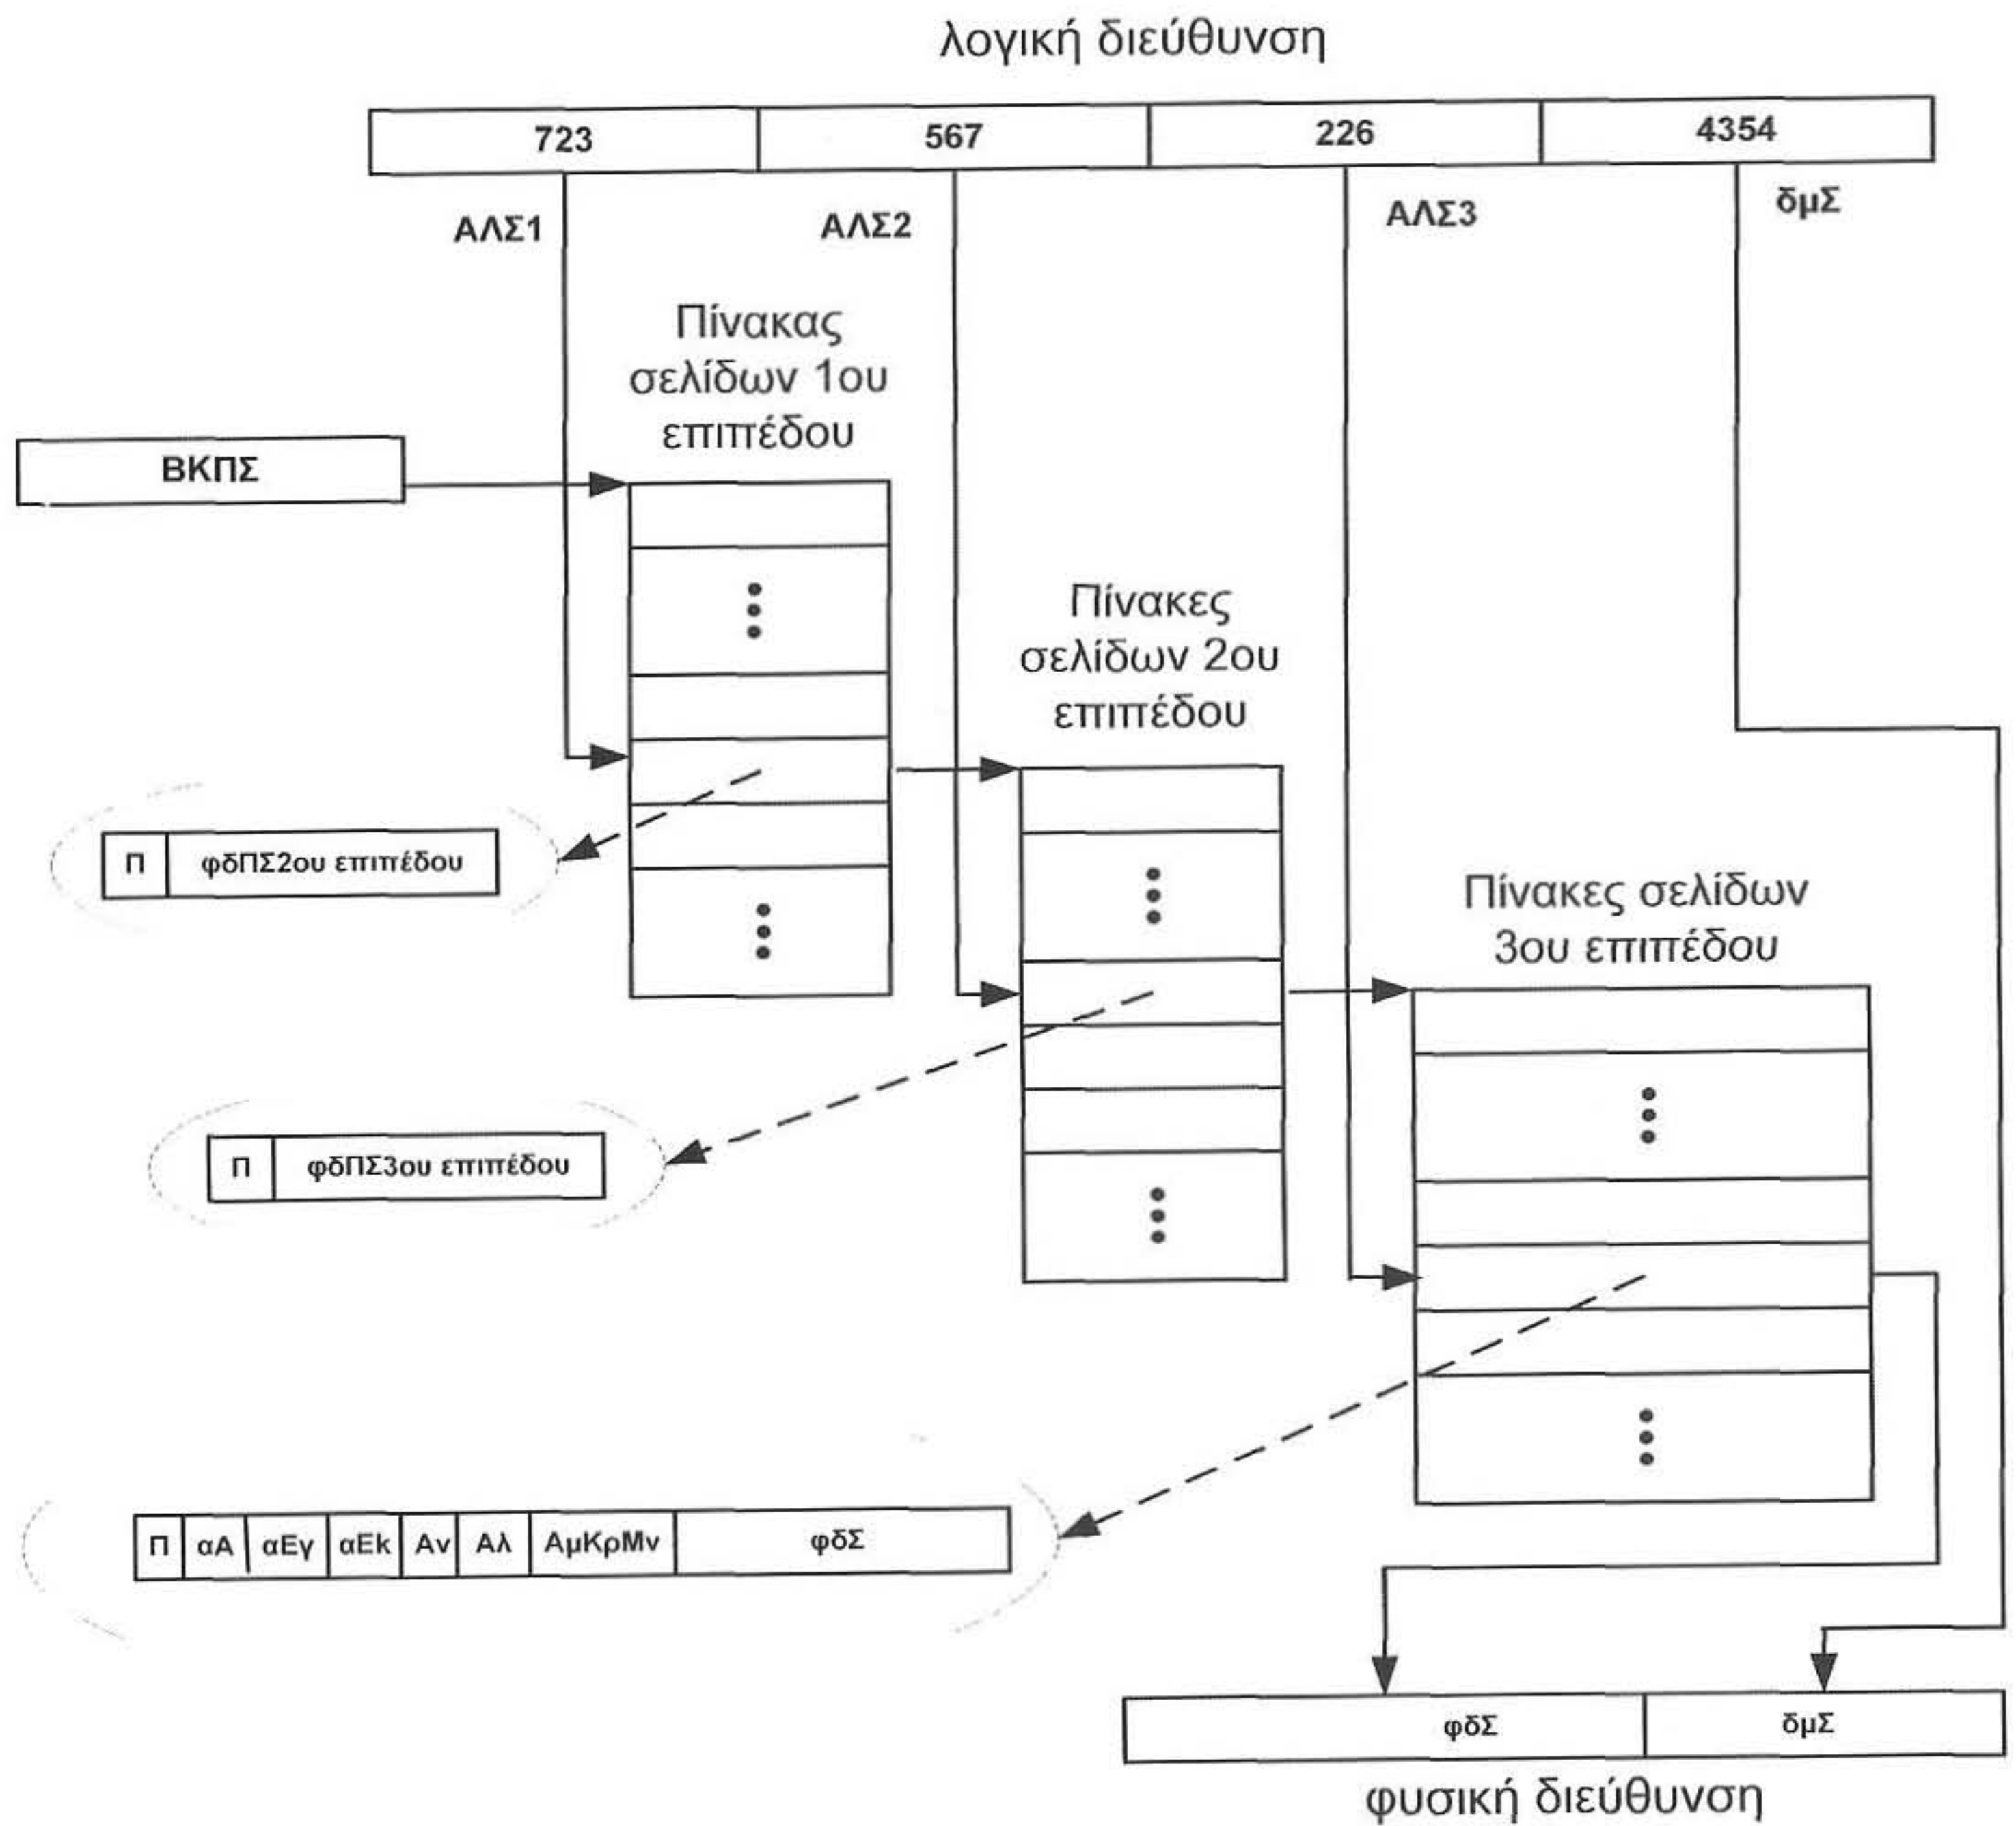 λογική διεύθυνση
723 567 226 4354
ΑΛΣ1 ΑΛΣ2 ΑΛΣ3 δμΣ
Πίνακας
σελίδων 1ου
επιπέδου
ΒΚΠΣ
Πίνακες
σελίδων 2ου
επιπέδου
Π φδΠΣ2ου επιπέδου
Πίνακες σελίδων
3ου επιπέδου
Π φδΠΣ3ου επιπέδου
Π αΑ αΕγ αΕk Αν Αλ ΑμΚρΜν φδΣ
φδΣ δμΣ
φυσική διεύθυνση